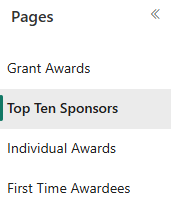 Pages
Grant Awards
Top Ten Sponsors
Individual Awards
First Time Awardees